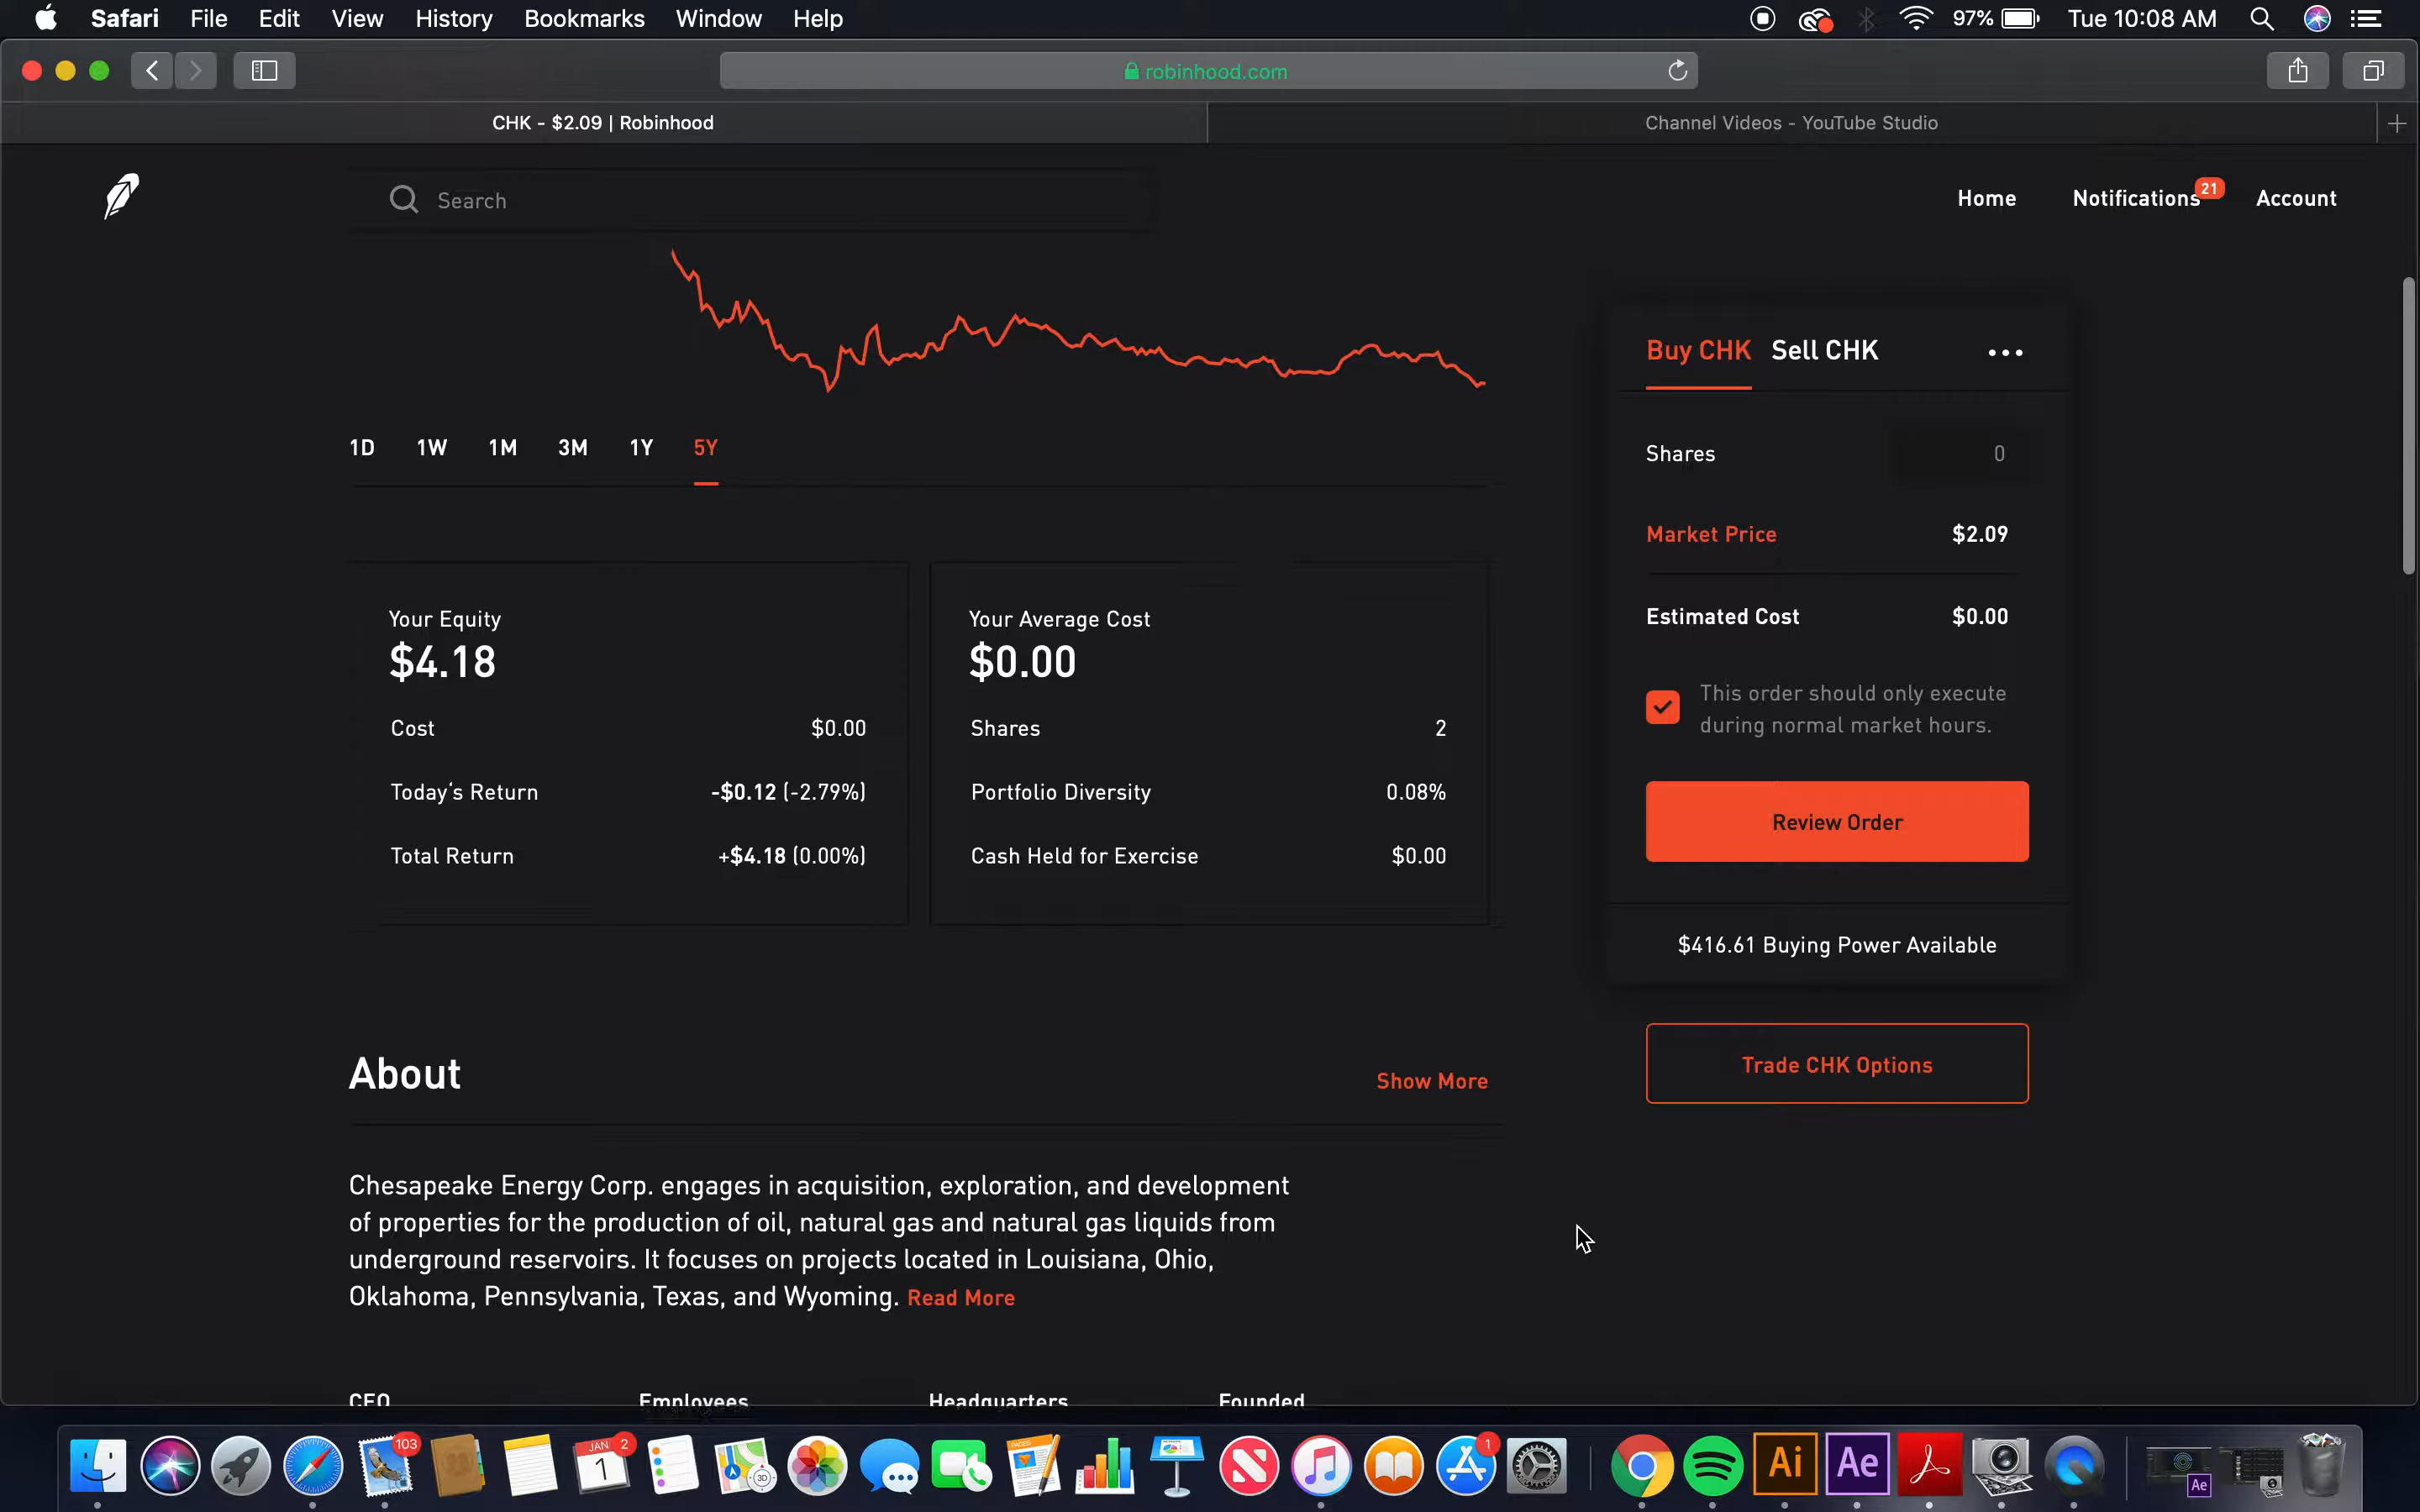 Safari File Edit View History Bookmarks Window Help 97% Tue 10:08 AM
robinhood.com
CHK - $2.09 | Robinhood Channel Videos - YouTube Studio
Search Home Notifications 21 Account
Buy CHK Sell CHK
1D 1W 1M 3M 1Y 5Y
Shares 0
Market Price $2.09
Estimated Cost $0.00
This order should only execute
during normal market hours.
Review Order
$416.61 Buying Power Available
Trade CHK Options
Your Equity
$4.18
Cost $0.00
Today's Return -$0.12 (-2.79%)
Total Return +$4.18 (0.00%)
Your Average Cost
$0.00
Shares 2
Portfolio Diversity 0.08%
Cash Held for Exercise $0.00
About Show More
Chesapeake Energy Corp. engages in acquisition, exploration, and development
of properties for the production of oil, natural gas and natural gas liquids from
underground reservoirs. It focuses on projects located in Louisiana, Ohio,
Oklahoma, Pennsylvania, Texas, and Wyoming. Read More
CEO Employees Headquarters Founded
103 JAN 1 2 3D PAGES 1 Ai Ae Ae